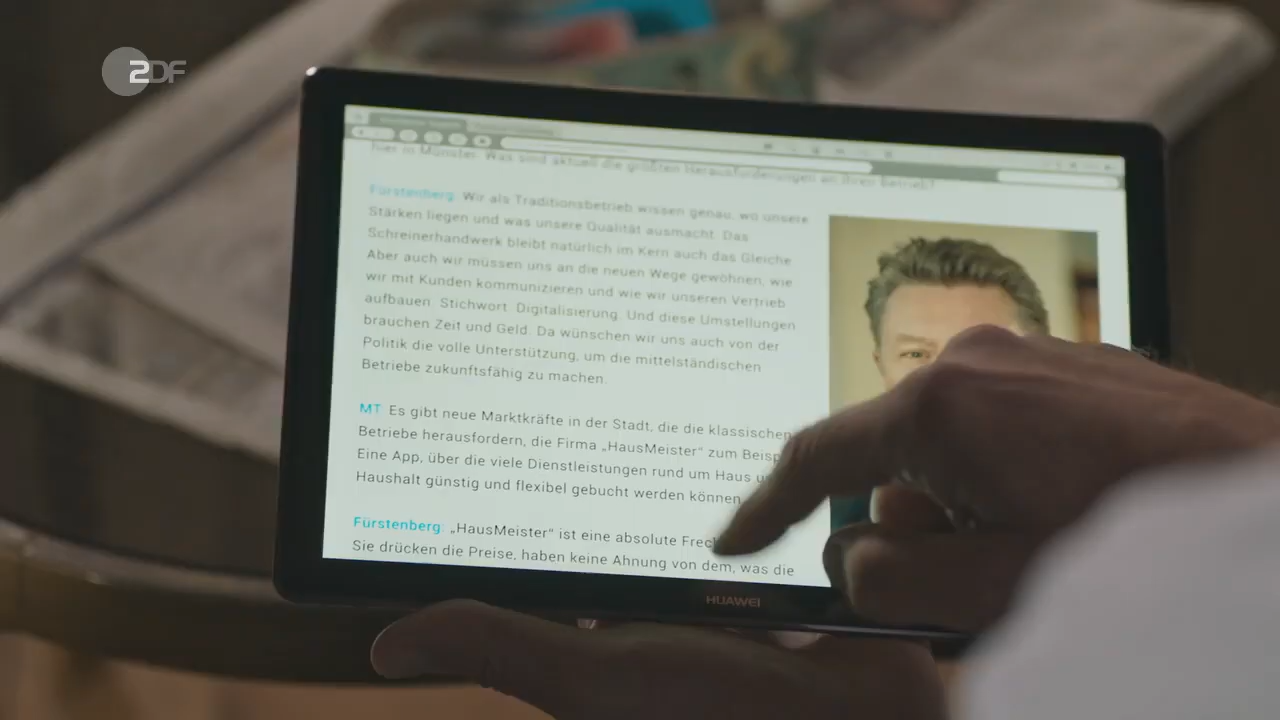 ZDF
hier in Münster. Was sind aktuell die größten Herausforderungen an Ihren Betrieb?
Fürstenberg: Wir als Traditionsbetrieb wissen genau, wo unsere
Stärken liegen und was unsere Qualität ausmacht. Das
Schreinerhandwerk bleibt natürlich im Kern auch das Gleiche
Aber auch wir müssen uns an die neuen Wege gewöhnen, wie
wir mit Kunden kommunizieren und wie wir unseren Vertrieb
aufbauen. Stichwort: Digitalisierung. Und diese Umstellungen
brauchen Zeit und Geld. Da wünschen wir uns auch von der
Politik die volle Unterstützung, um die mittelständischen
Betriebe zukunftsfähig zu machen.
MT: Es gibt neue Marktkräfte in der Stadt, die die klassischen
Betriebe herausfordern, die Firma „HausMeister" zum
Eine App, über die viele Dienstleistungen rund um Haus
Haushalt günstig und flexibel gebucht werden können
Fürstenberg: „HausMeister" ist eine absolute
Sie drücken die Preise, haben keine Ahnung von dem, was die
HUAWEI